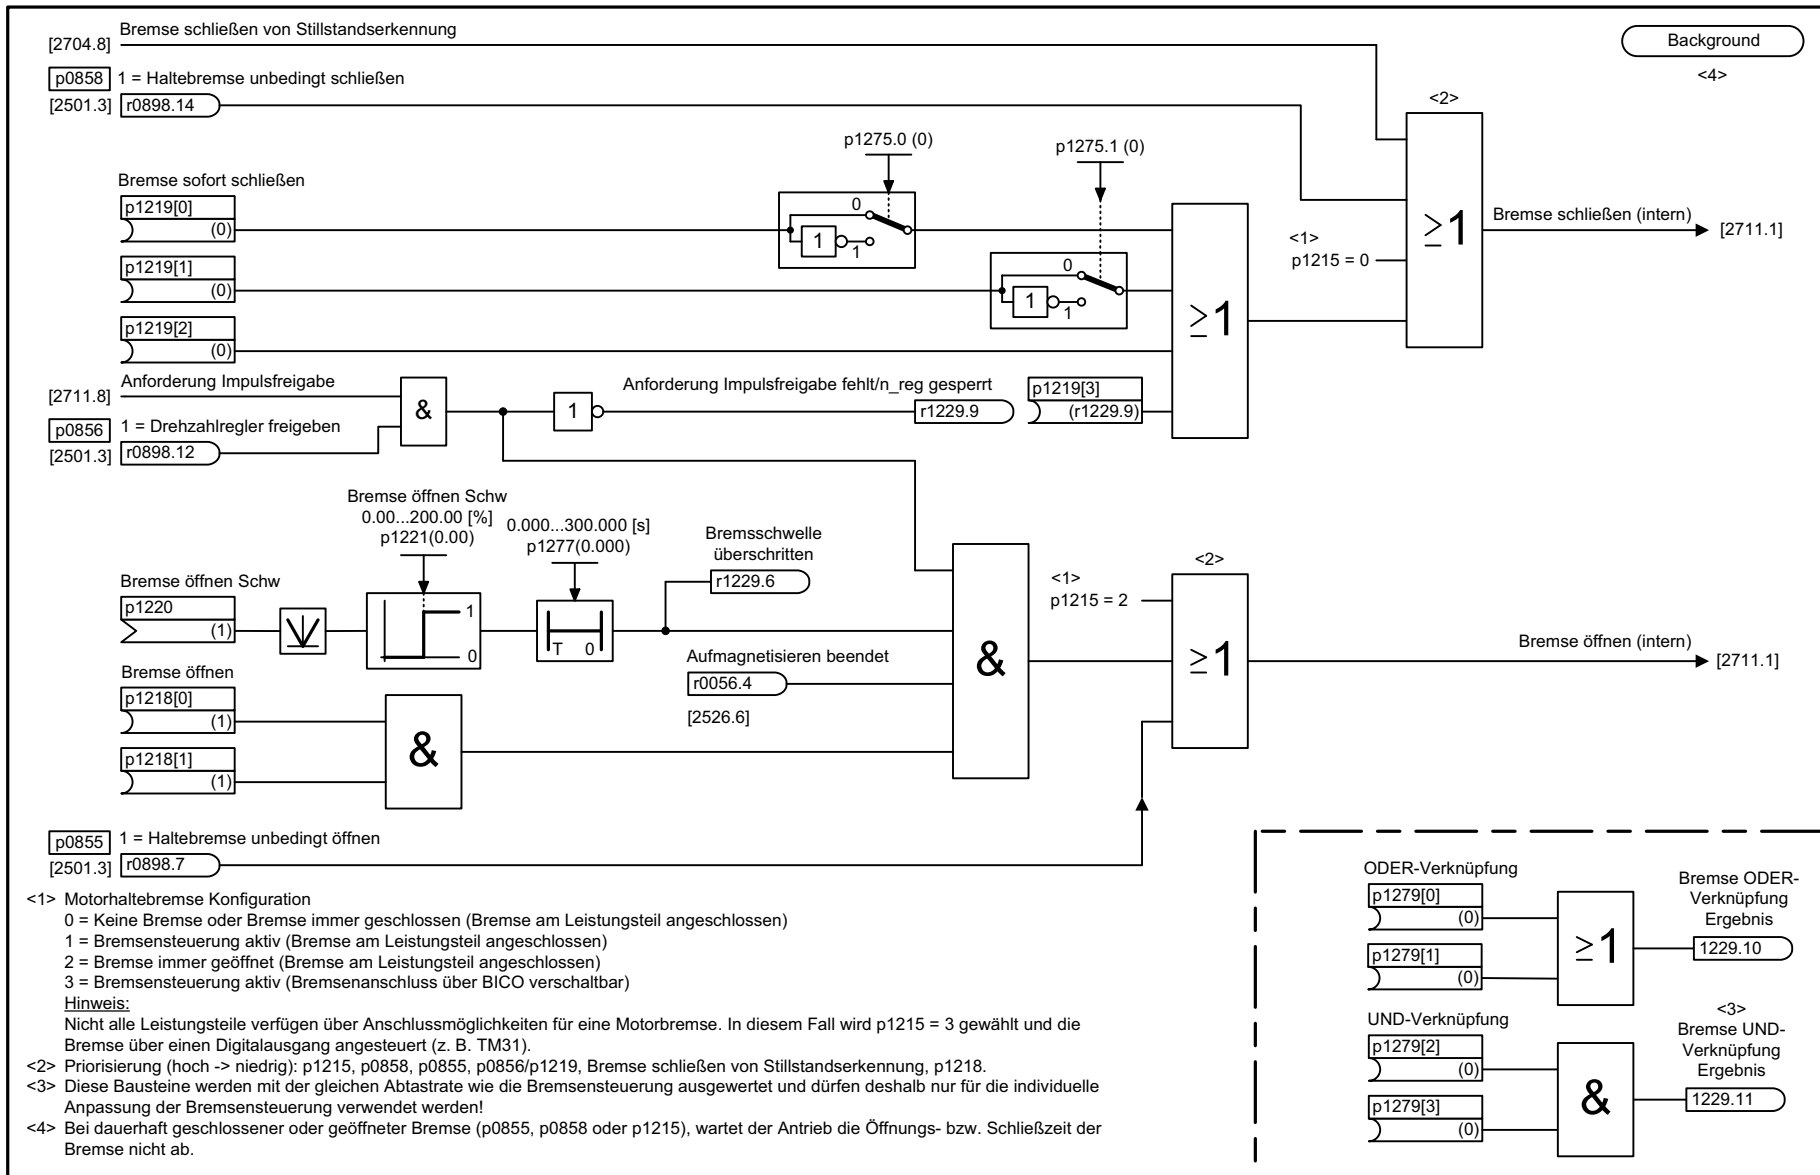 Bremse schließen von Stillstandserkennung
[2704.8]
Background
<4>
p0858
1 = Haltebremse unbedingt schließen
[2501.3]
r0898.14
<2>
p1275.0 (0)
p1275.1 (0)
Bremse sofort schließen
p1219[0]
(0)
0
1
1
≥1
Bremse schließen (intern)
[2711.1]
<1>
p1215 = 0
p1219[1]
(0)
0
1
1
p1219[2]
(0)
≥1
Anforderung Impulsfreigabe
[2711.8]
&
1
Anforderung Impulsfreigabe fehlt/n_reg gesperrt
r1229.9
p1219[3]
(r1229.9)
p0856
1 = Drehzahlregler freigeben
[2501.3]
r0898.12
Bremse öffnen Schw
0.00...200.00 [%]
p1221(0.00)
0.000...300.000 [s]
p1277(0.000)
Bremsschwelle
überschritten
r1229.6
Bremse öffnen Schw
p1220
(1)
1
0
T
0
<1>
p1215 = 2
<2>
&
≥1
Bremse öffnen (intern)
[2711.1]
Aufmagnetisieren beendet
r0056.4
[2526.6]
Bremse öffnen
p1218[0]
(1)
&
p1218[1]
(1)
p0855
1 = Haltebremse unbedingt öffnen
[2501.3]
r0898.7
<1> Motorhaltebremse Konfiguration
0 = Keine Bremse oder Bremse immer geschlossen (Bremse am Leistungsteil angeschlossen)
1 = Bremsensteuerung aktiv (Bremse am Leistungsteil angeschlossen)
2 = Bremse immer geöffnet (Bremse am Leistungsteil angeschlossen)
3 = Bremsensteuerung aktiv (Bremsenanschluss über BICO verschaltbar)
Hinweis:
Nicht alle Leistungsteile verfügen über Anschlussmöglichkeiten für eine Motorbremse. In diesem Fall wird p1215 = 3 gewählt und die
Bremse über einen Digitalausgang angesteuert (z. B. TM31).
<2> Priorisierung (hoch -> niedrig): p1215, p0858, p0855, p0856/p1219, Bremse schließen von Stillstandserkennung, p1218.
<3> Diese Bausteine werden mit der gleichen Abtastrate wie die Bremsensteuerung ausgewertet und dürfen deshalb nur für die individuelle
Anpassung der Bremsensteuerung verwendet werden!
<4> Bei dauerhaft geschlossener oder geöffneter Bremse (p0855, p0858 oder p1215), wartet der Antrieb die Öffnungs- bzw. Schließzeit der
Bremse nicht ab.
ODER-Verknüpfung
p1279[0]
(0)
p1279[1]
(0)
≥1
Bremse ODER-
Verknüpfung
Ergebnis
1229.10
UND-Verknüpfung
p1279[2]
(0)
p1279[3]
(0)
&
<3>
Bremse UND-
Verknüpfung
Ergebnis
1229.11